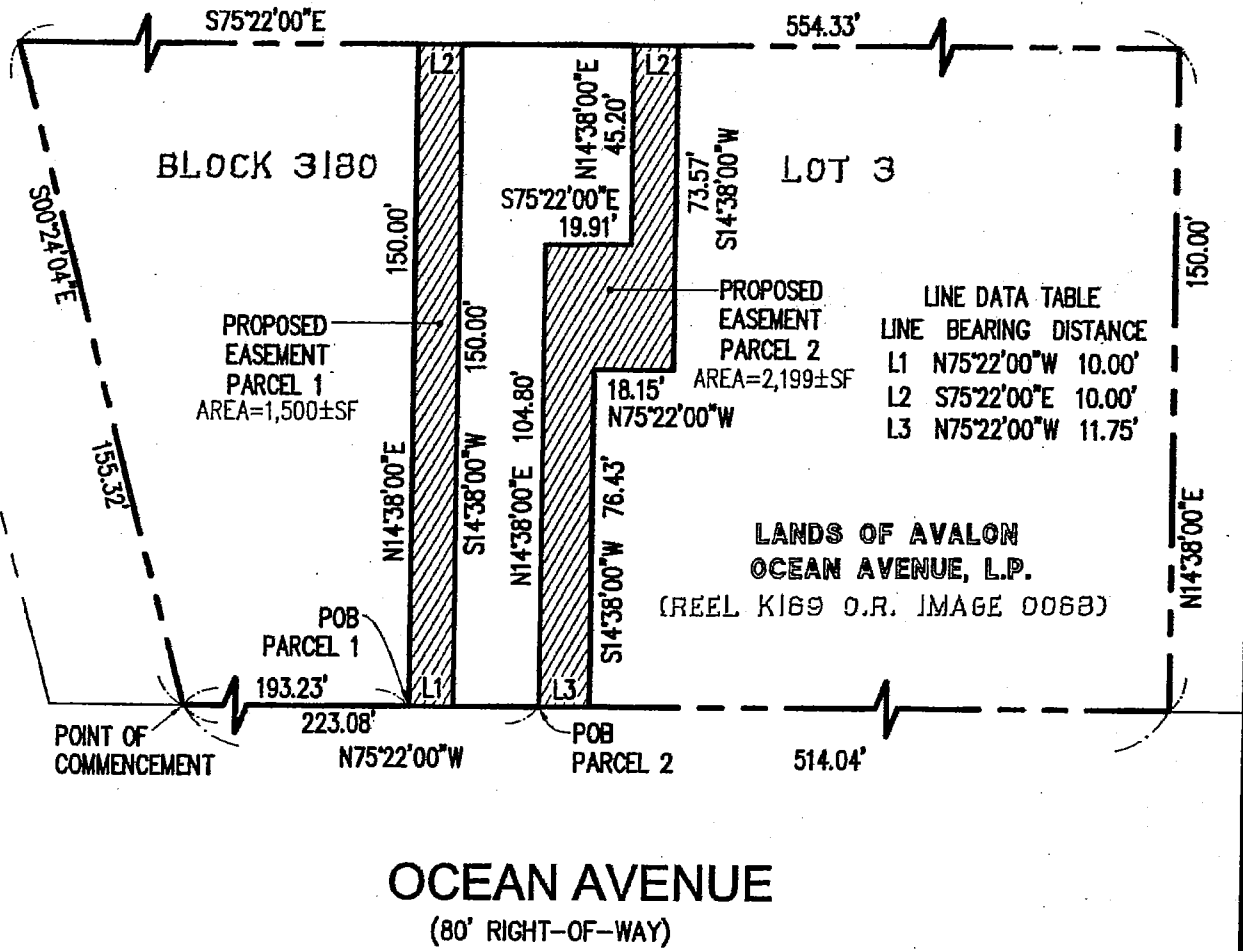 S75°22'00"E
554.33'
L2
L2
N14°38'00"E
45.20'
BLOCK 3180
LOT 3
73.57'
S14°38'00"W
S75°22'00"E
19.91'
S00°24'04"E
155.32'
150.00'
N14°38'00"E
150.00'
S14°38'00"W
PROPOSED
EASEMENT
PARCEL 1
AREA=1,500±SF
PROPOSED
EASEMENT
PARCEL 2
AREA=2,199±SF
LINE DATA TABLE
LINE BEARING DISTANCE
L1 N75°22'00"W 10.00'
L2 S75°22'00"E 10.00'
L3 N75°22'00"W 11.75'
150.00'
N14°38'00"E
18.15'
N75°22'00"W
N14°38'00"E 104.80'
S14°38'00"W 76.43'
LANDS OF AVALON
OCEAN AVENUE, L.P.
(REEL K169 O.R. IMAGE 0068)
POB
PARCEL 1
L1
L3
193.23'
223.08'
N75°22'00"W
POINT OF
COMMENCEMENT
POB
PARCEL 2
514.04'
OCEAN AVENUE
(80' RIGHT-OF-WAY)